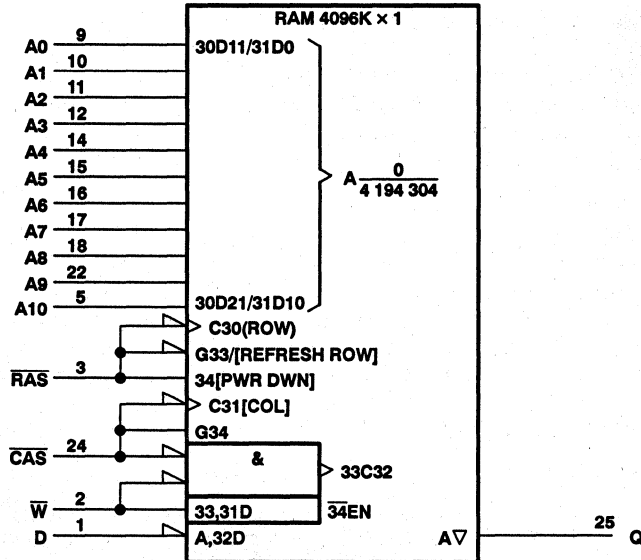 RAM 4096K × 1
A0 9 30D11/31D0
A1 10
A2 11
A3 12
A4 14
A5 15
A6 16
A7 17
A8 18
A9 22
A10 5 30D21/31D10
A 0
4 194 304
C30(ROW)
G33/[REFRESH ROW]
RAS 3 34[PWR DWN]
C31[COL]
G34
CAS 24 &
33C32
W 2 33,31D 34EN
D 1 A,32D A▽ 25 Q